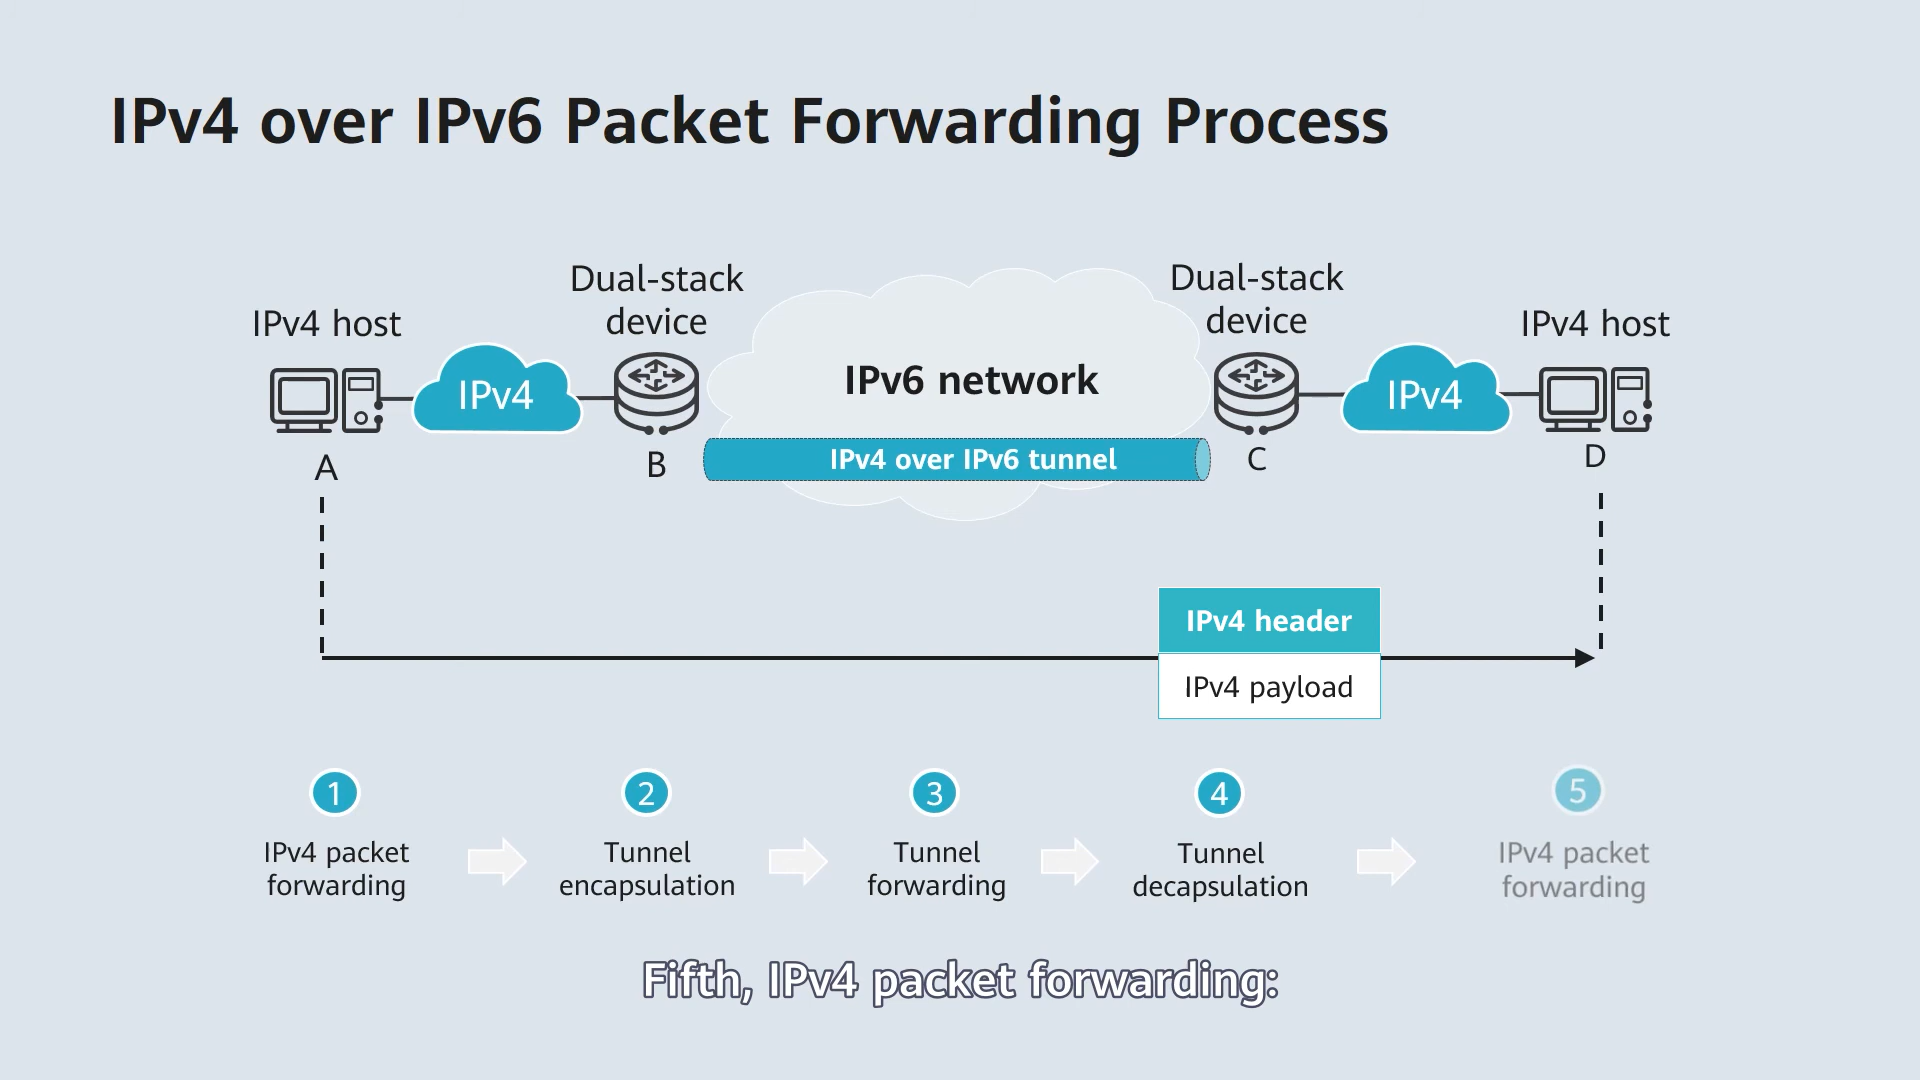 IPv4 over IPv6 Packet Forwarding Process
IPv4 host
Dual-stack
device
IPv6 network
Dual-stack
device
IPv4 host
IPv4
IPv4
A
B
IPv4 over IPv6 tunnel
C
D
IPv4 header
IPv4 payload
1
IPv4 packet
forwarding
2
Tunnel
encapsulation
3
Tunnel
forwarding
4
Tunnel
decapsulation
5
IPv4 packet
forwarding
Fifth, IPv4 packet forwarding: